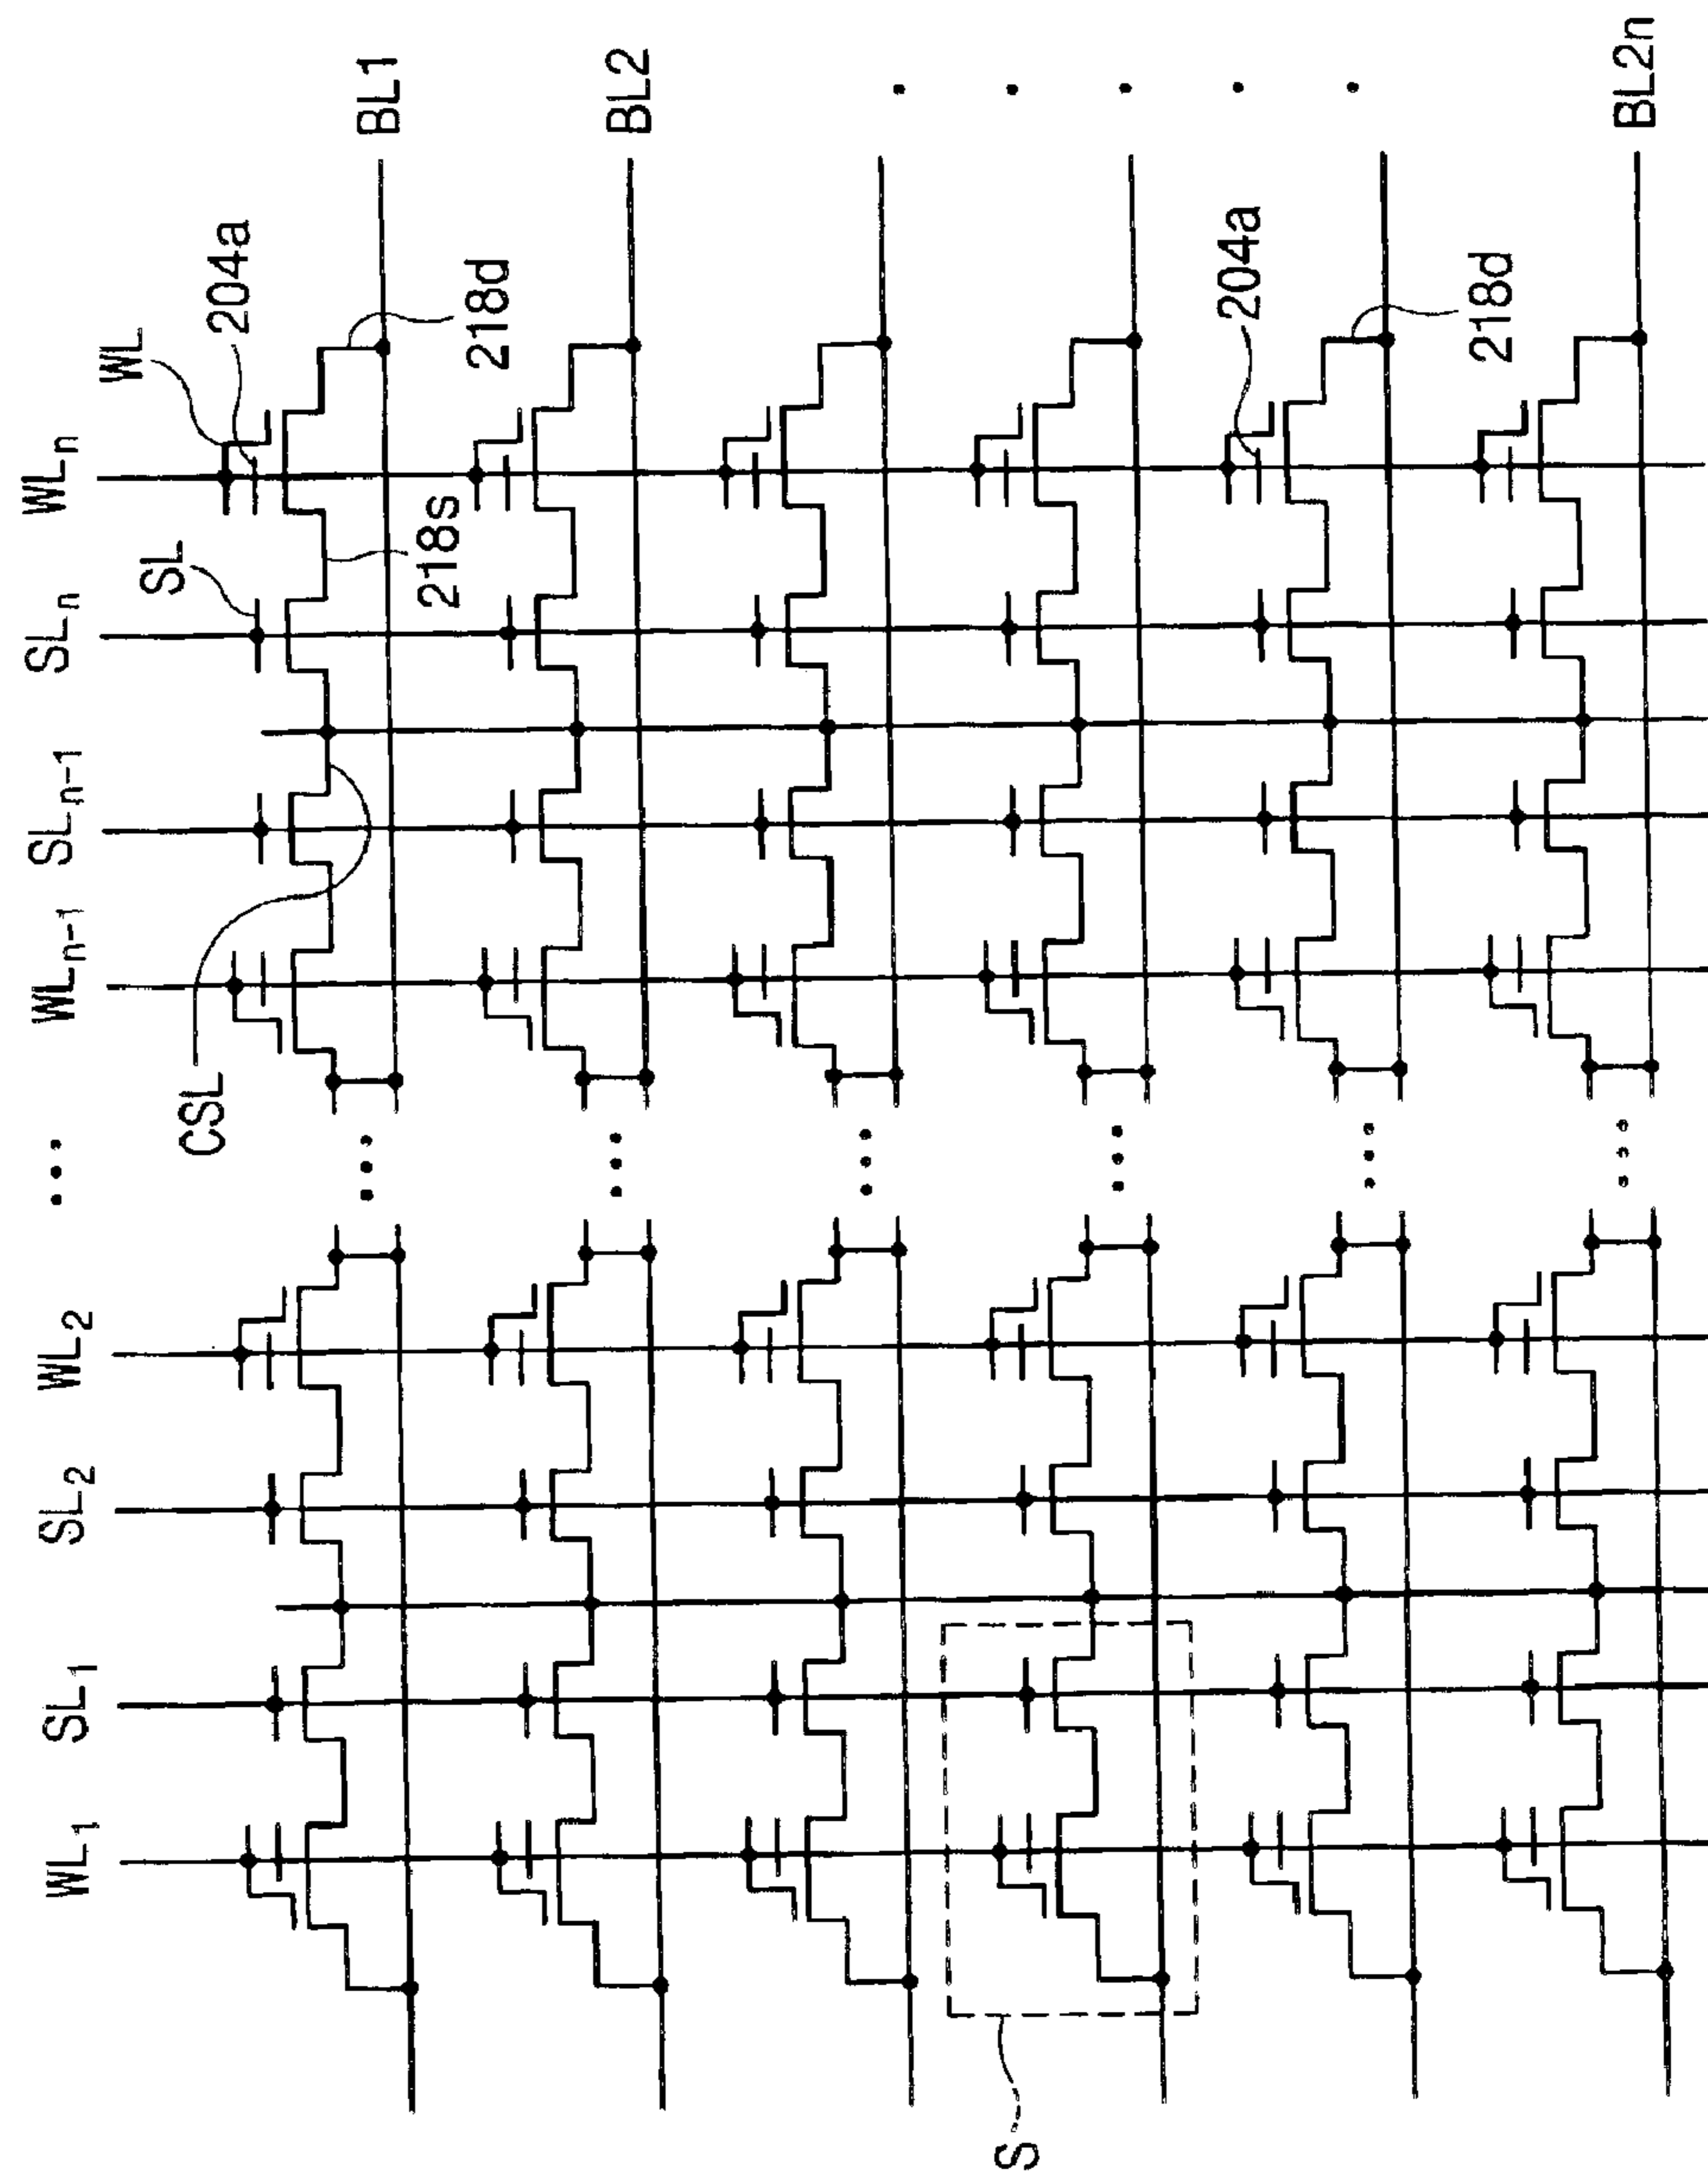 WL₁ SL₁ SL₂ WL₂ ... WLₙ₋₁ SLₙ₋₁ SLₙ WLₙ
SL
WL
204a
CSL
218s
BL1
218d
BL2
204a
218d
S
BL2n